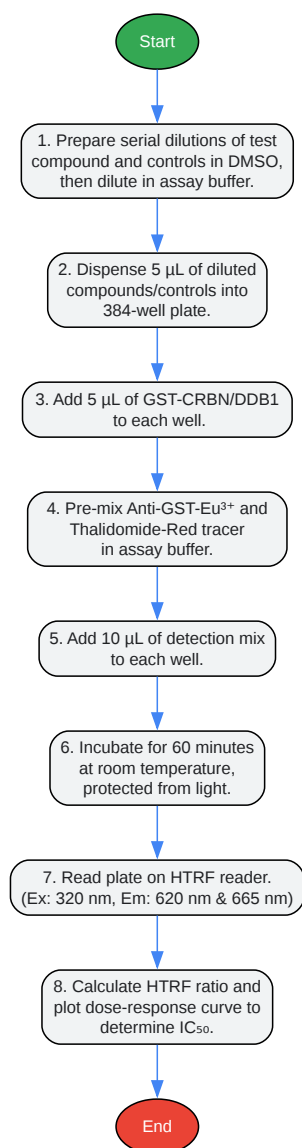 Start
1. Prepare serial dilutions of test
compound and controls in DMSO,
then dilute in assay buffer.
2. Dispense 5 µL of diluted
compounds/controls into
384-well plate.
3. Add 5 µL of GST-CRBN/DDB1
to each well.
4. Pre-mix Anti-GST-Eu³⁺ and
Thalidomide-Red tracer
in assay buffer.
5. Add 10 µL of detection mix
to each well.
6. Incubate for 60 minutes
at room temperature,
protected from light.
7. Read plate on HTRF reader.
(Ex: 320 nm, Em: 620 nm & 665 nm)
8. Calculate HTRF ratio and
plot dose-response curve to
determine IC₅₀.
End